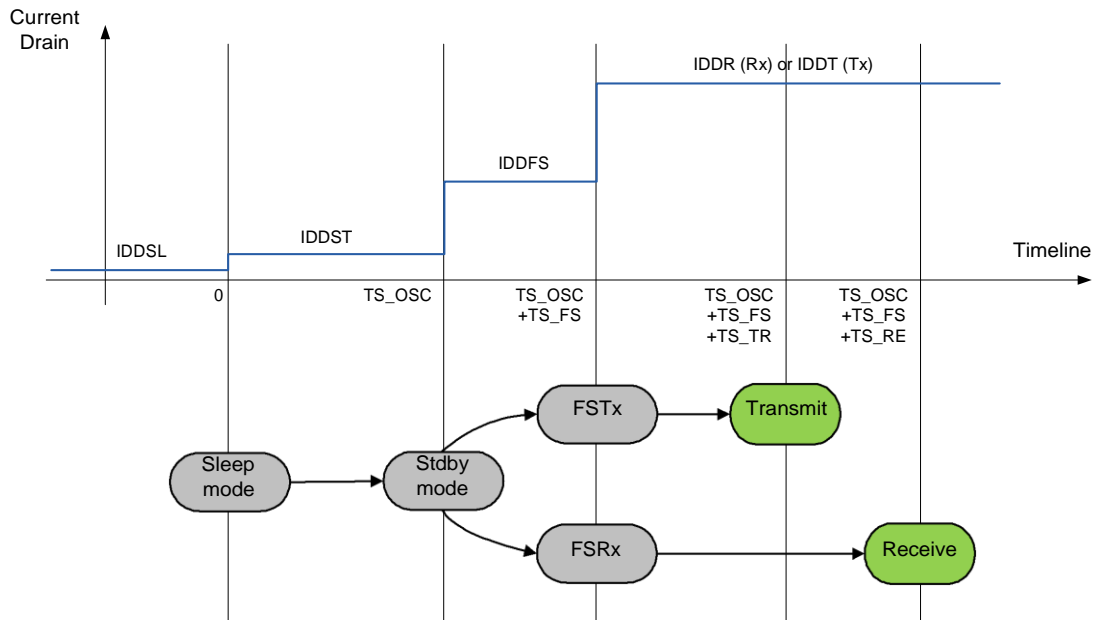 Current
Drain
IDDR (Rx) or IDDT (Tx)
IDDFS
IDDST
IDDSL
Timeline
0
TS_OSC
TS_OSC
+TS_FS
TS_OSC
+TS_FS
+TS_TR
TS_OSC
+TS_FS
+TS_RE
FSTx
Transmit
Sleep
mode
Stdby
mode
FSRx
Receive